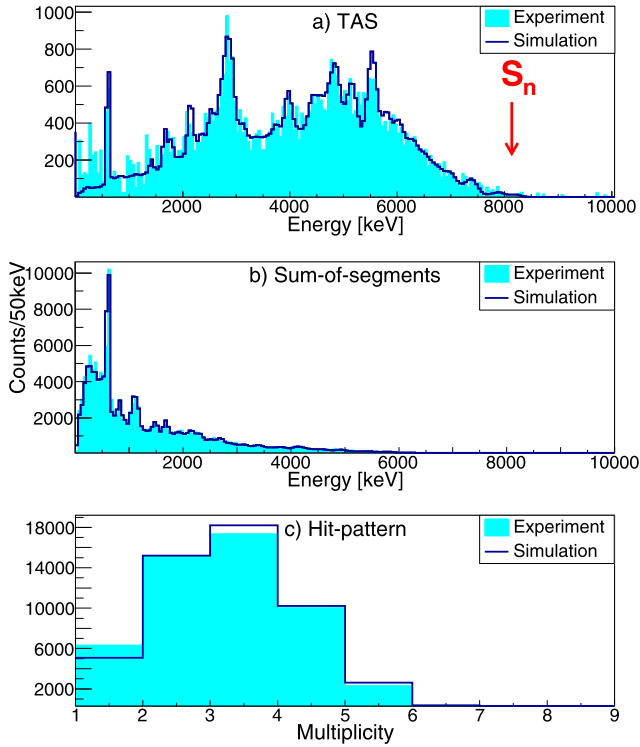 a) TAS
Experiment
Simulation
Sn
1000
800
600
400
200
2000 4000 6000 8000 10000
Energy [keV]
b) Sum-of-segments
Experiment
Simulation
Counts/50keV
10000
8000
6000
4000
2000
2000 4000 6000 8000 10000
Energy [keV]
c) Hit-pattern
Experiment
Simulation
18000
14000
10000
6000
2000
1 2 3 4 5 6 7 8 9
Multiplicity